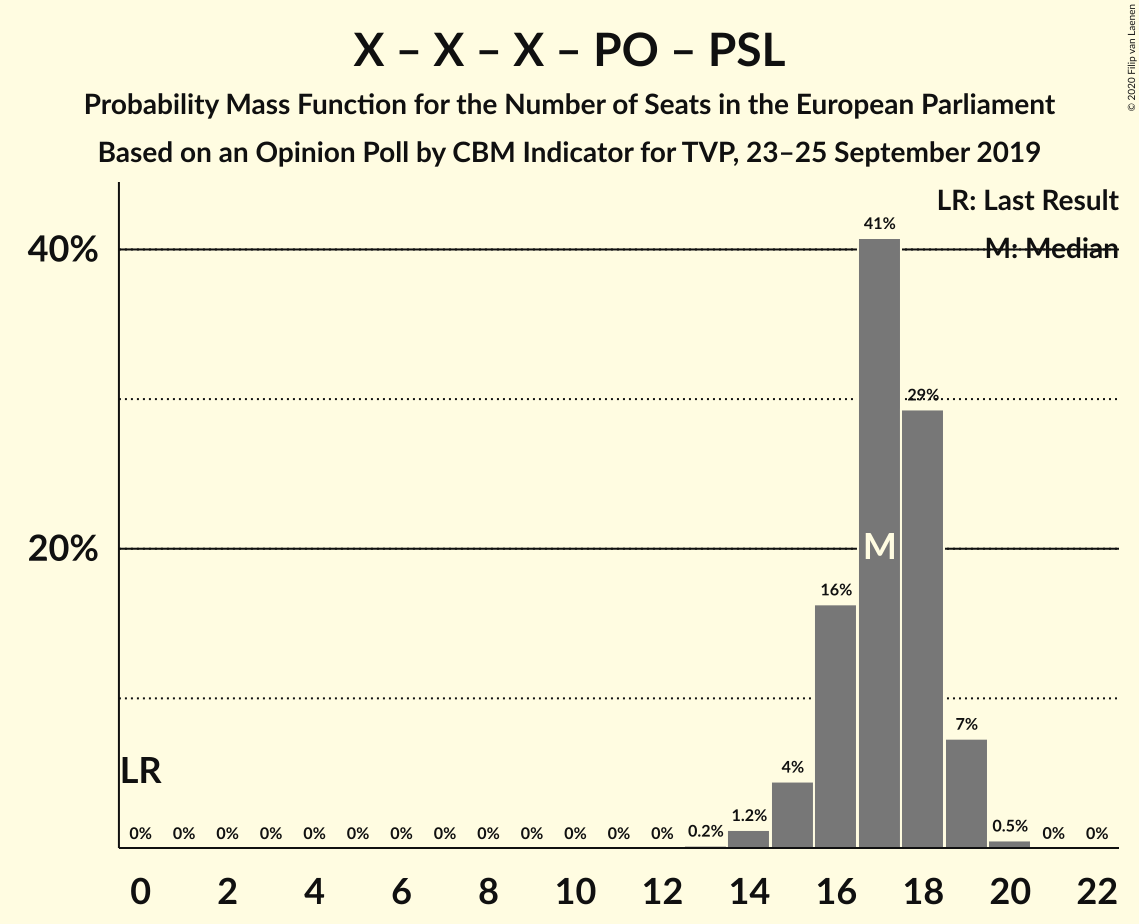 X – X – X – PO – PSL
Probability Mass Function for the Number of Seats in the European Parliament
Based on an Opinion Poll by CBM Indicator for TVP, 23–25 September 2019
© 2020 Filip van Laenen
LR: Last Result
M: Median
40%
20%
41%
29%
M
16%
7%
LR
4%
0% 0% 0% 0% 0% 0% 0% 0% 0% 0% 0% 0% 0% 0.2% 1.2% 0.5% 0% 0%
0 2 4 6 8 10 12 14 16 18 20 22